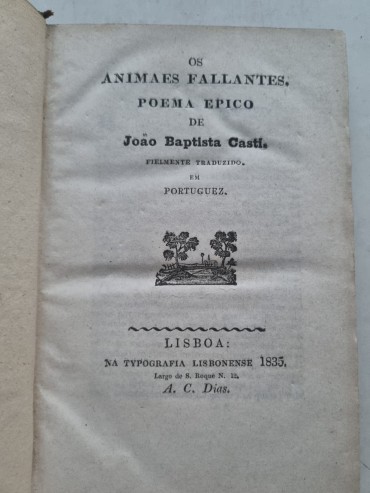 OS
ANIMAES FALLANTES.
POEMA EPICO
DE
João Baptista Casti.
FIELMENTE TRADUZIDO.
EM
PORTUGUEZ.
LISBOA:
NA TYPOGRAFIA LISBONENSE 1835.
Largo de S. Roque N. 12.
A. C. Dias.